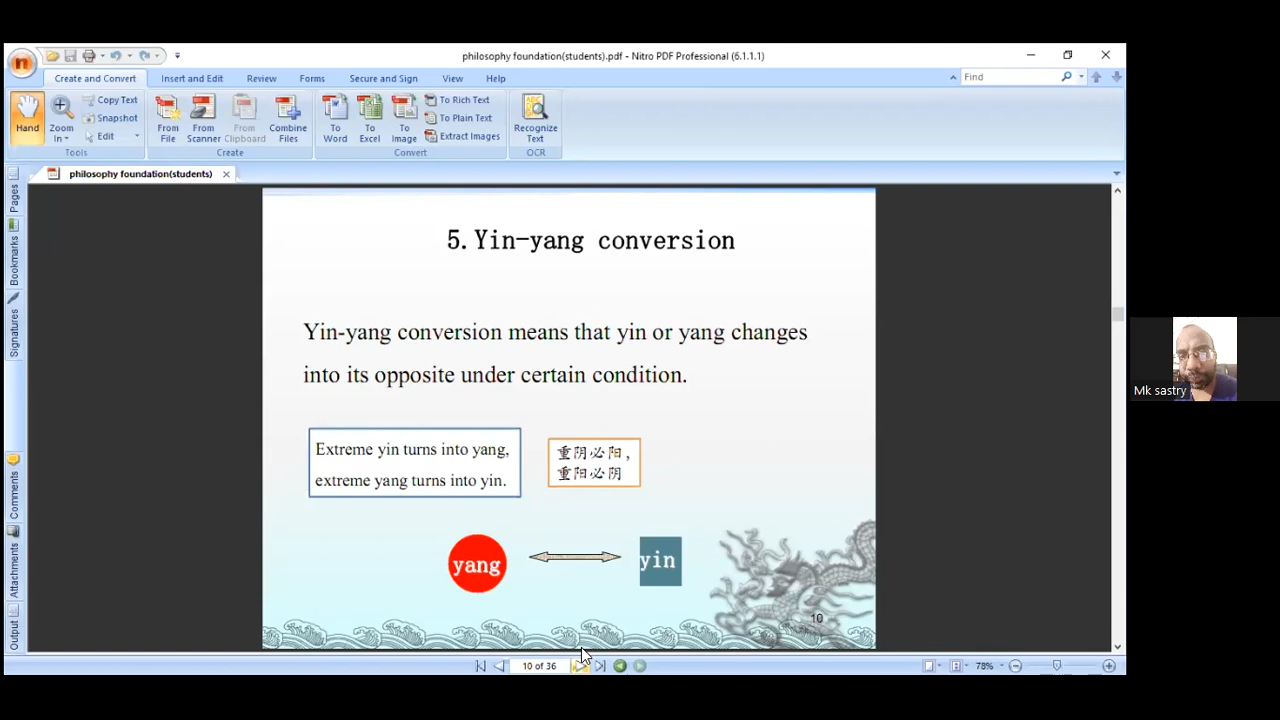 philosophy foundation(students).pdf - Nitro PDF Professional (6.1.1.1)
Create and Convert Insert and Edit Review Forms Secure and Sign View Help Find
Hand
Zoom In
Copy Text
Snapshot
Edit
Tools
From File
From Scanner
From Clipboard
Combine Files
Create
To Word
To Excel
To Image
To Rich Text
To Plain Text
Extract Images
Convert
Recognize Text
OCR
philosophy foundation(students)
Pages
Bookmarks
Signatures
Comments
Attachments
Output
5.Yin-yang conversion
Yin-yang conversion means that yin or yang changes
into its opposite under certain condition.
Extreme yin turns into yang,
extreme yang turns into yin.
重阴必阳,
重阳必阴
yang
yin
10
10 of 36
78%
Mk sastry